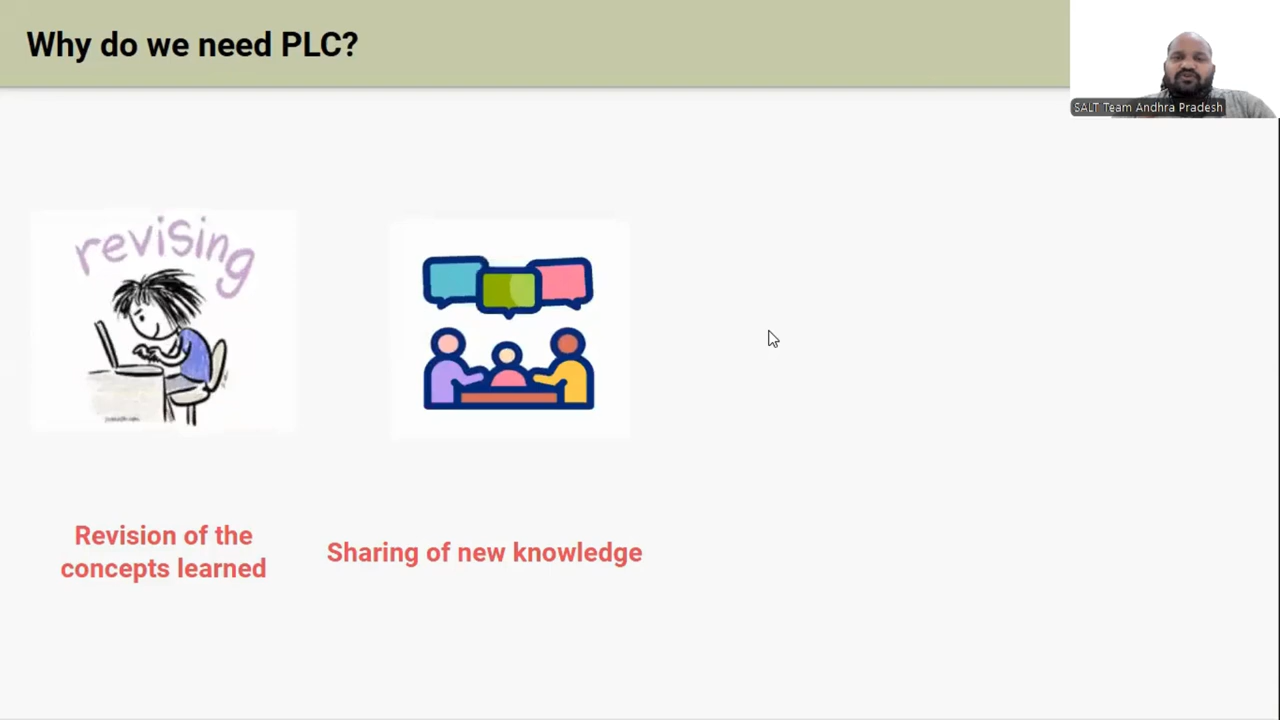 Why do we need PLC?
SALT Team Andhra Pradesh
revising
Revision of the
concepts learned
Sharing of new knowledge